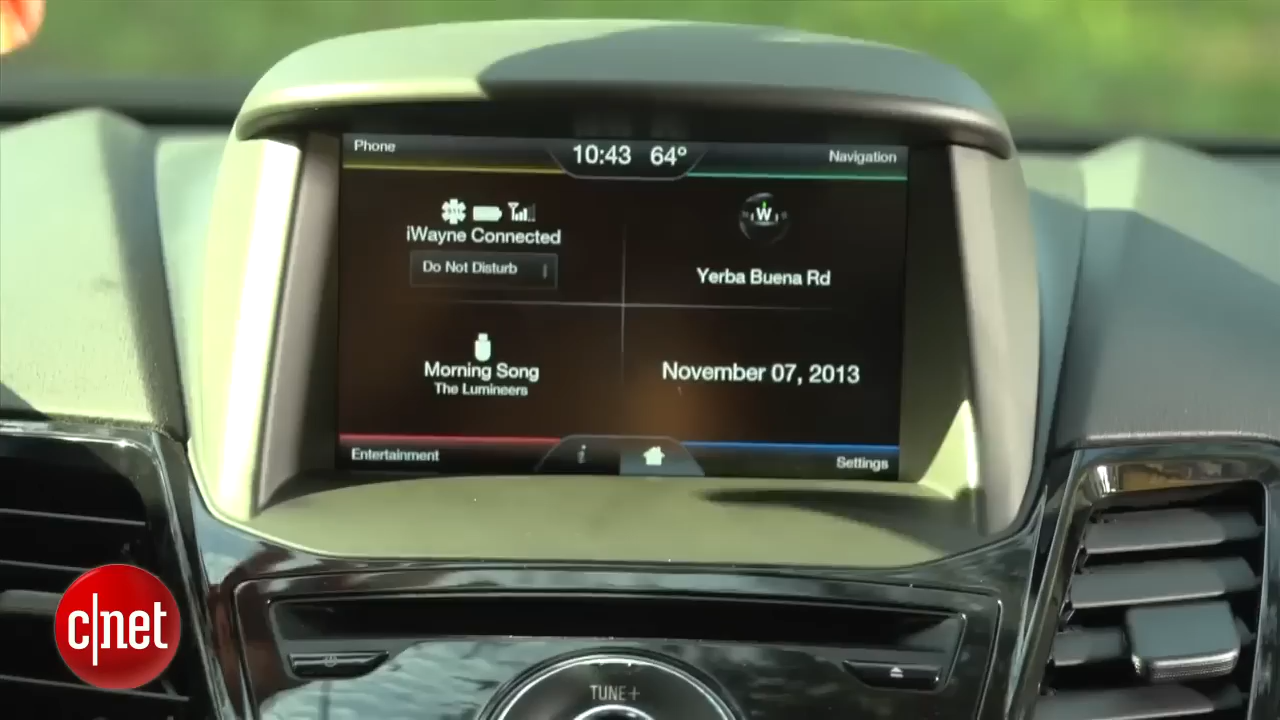 Phone
10:43 64°
Navigation
iWayne Connected
Do Not Disturb
W
Yerba Buena Rd
Morning Song
The Lumineers
November 07, 2013
Entertainment
i
Settings
c|net
TUNE+